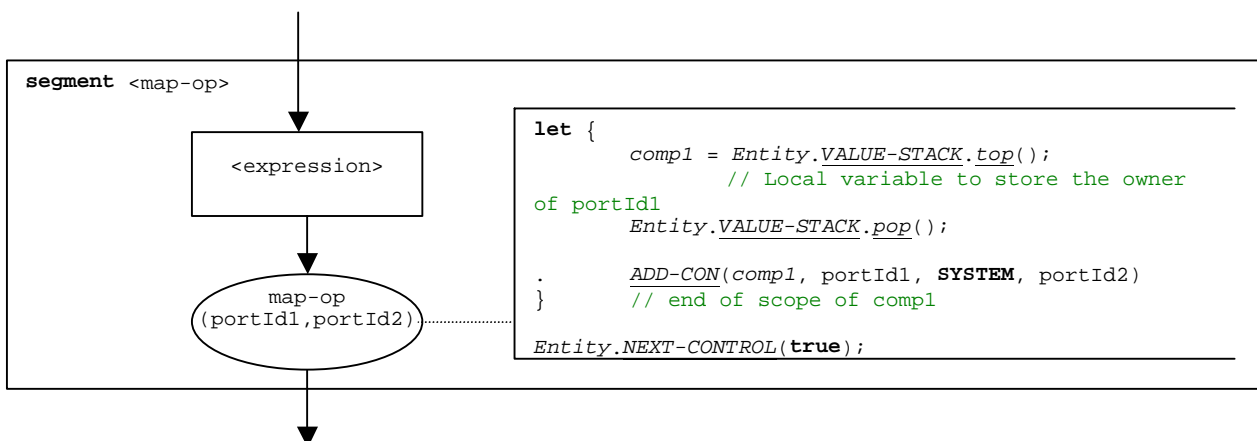 segment <map-op>
<expression>
map-op
(portId1,portId2)
let {
comp1 = Entity.VALUE-STACK.top();
// Local variable to store the owner
of portId1
Entity.VALUE-STACK.pop();
. ADD-CON(comp1, portId1, SYSTEM, portId2)
} // end of scope of comp1
Entity.NEXT-CONTROL(true);